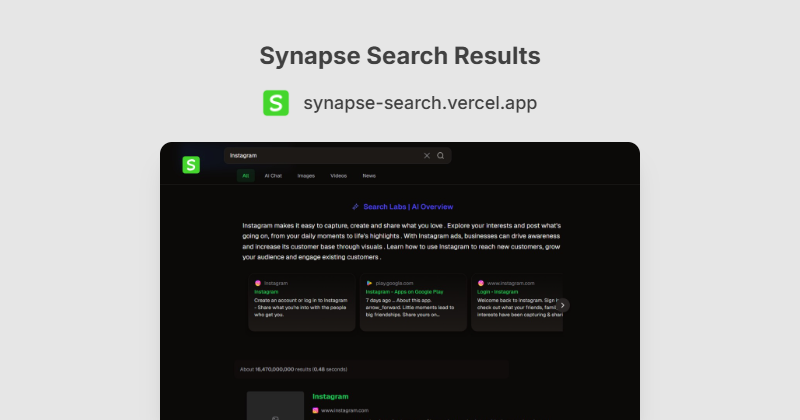 Synapse Search Results
S synapse-search.vercel.app
S
Instagram
All AI Chat Images Videos News
Search Labs | AI Overview
Instagram makes it easy to capture, create and share what you love . Explore your interests and post what's
going on, from your daily moments to life's highlights . With Instagram ads, businesses can drive awareness
and increase its customer base through visuals . Learn how to use Instagram to reach new customers, grow
your audience and engage existing customers .
Instagram
Instagram
Create an account or log in to Instagram
- Share what you're into with the people
who get you.
play.google.com
Instagram - Apps on Google Play
7 days ago ... About this app.
arrow_forward. Little moments lead to
big friendships. Share yours on...
www.instagram.com
Login • Instagram
Welcome back to Instagram. Sign in
check out what your friends, famil
interests have been capturing & shari
About 16,470,000,000 results (0.48 seconds)
Instagram
www.instagram.com